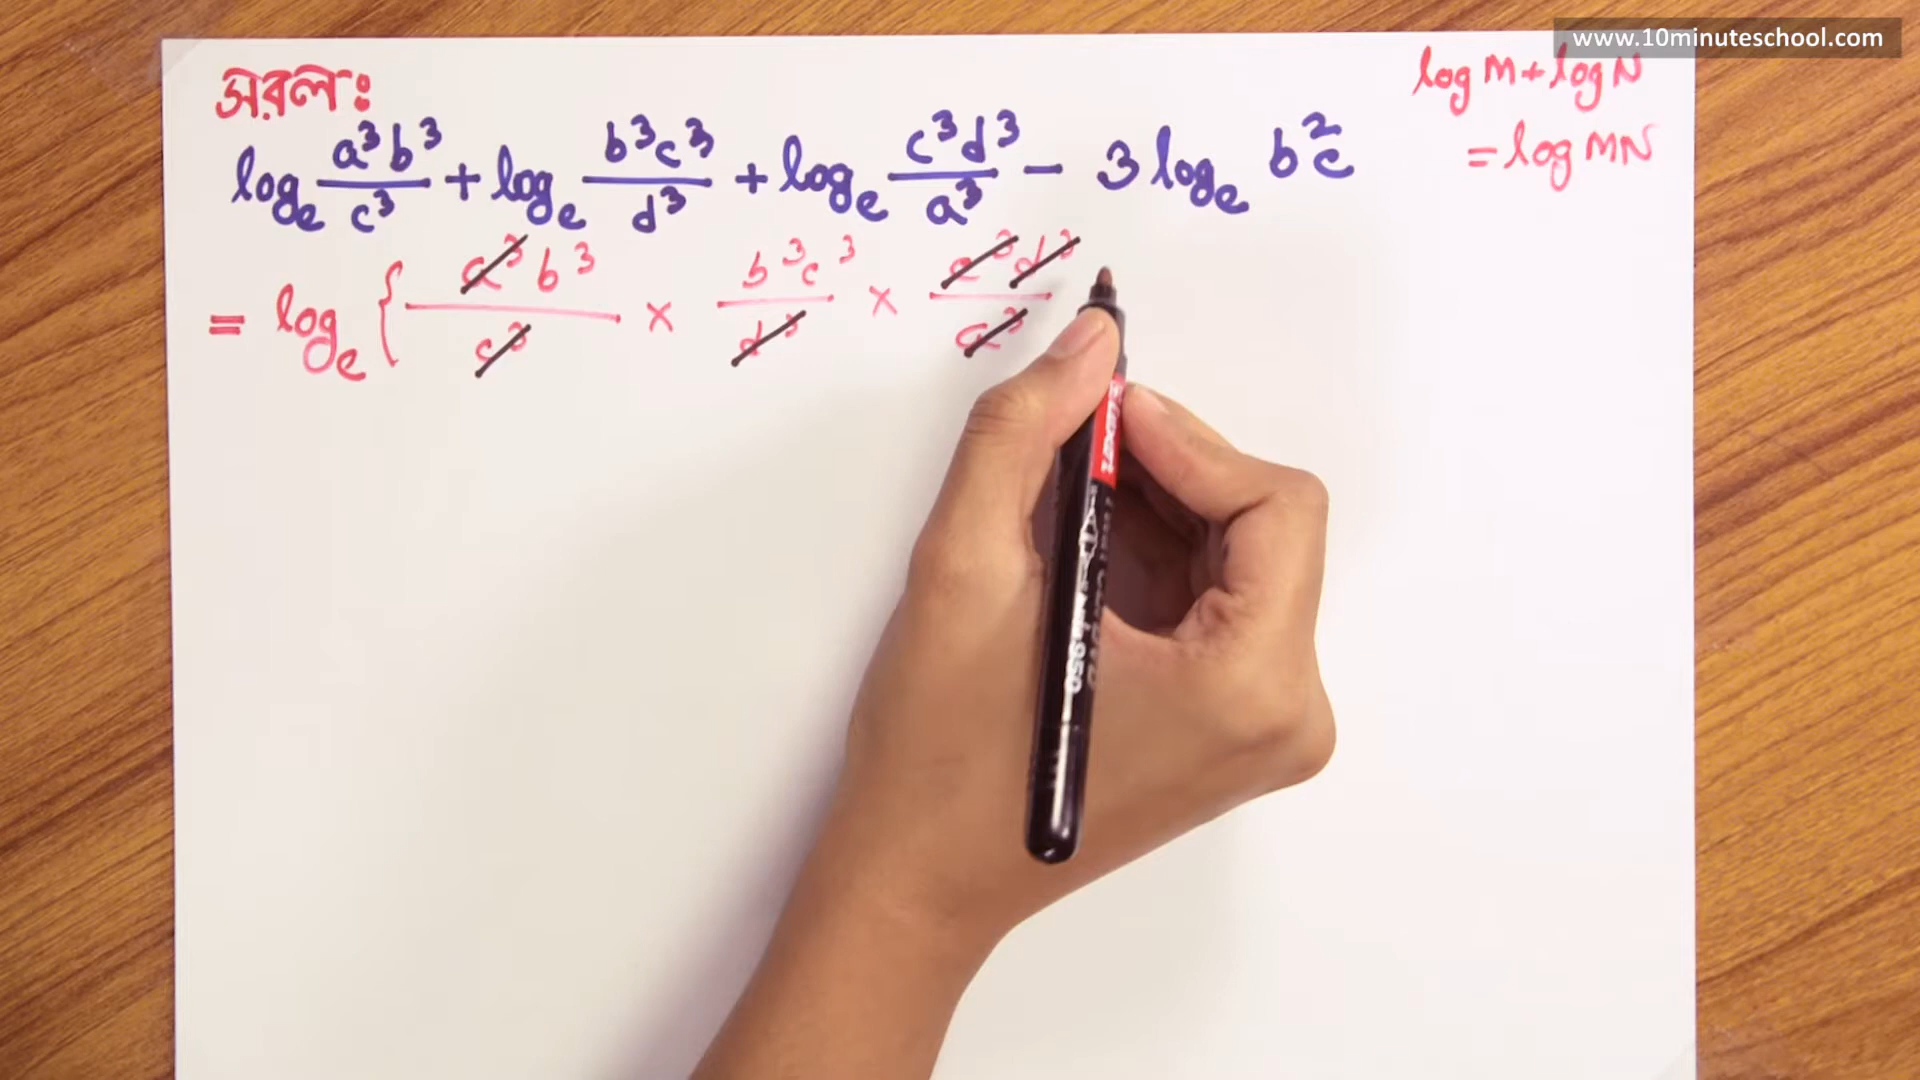 www.10minuteschool.com
log M + log N
= log MN
সরলঃ
logₑ a³b³/c³ + logₑ b³c³/d³ + logₑ c³d³/a³ - 3 logₑ b²c
= logₑ { a³b³/c³ × b³c³/d³ × c³d³/a³